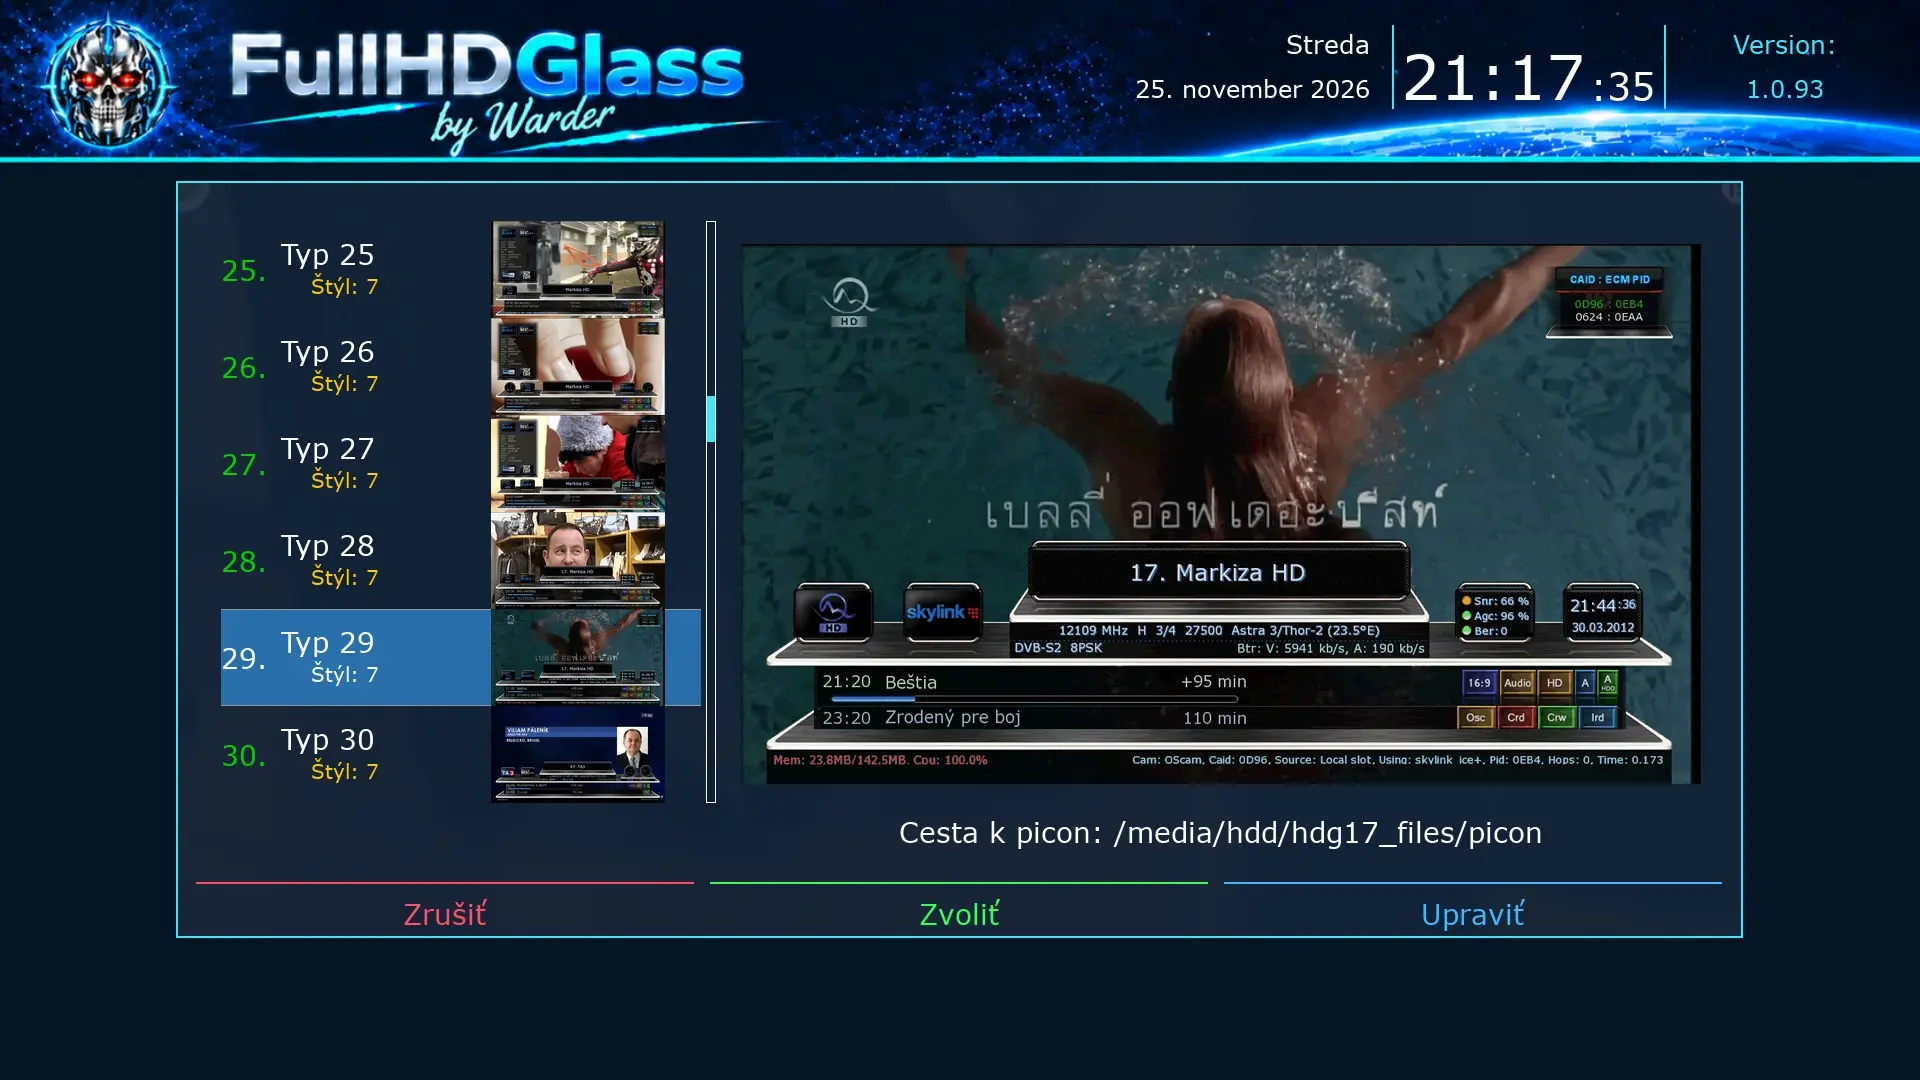 FullHDGlass
by Warder
Streda
25. november 2026
21:17:35
Version:
1.0.93
25. Typ 25
Štýl: 7
26. Typ 26
Štýl: 7
27. Typ 27
Štýl: 7
28. Typ 28
Štýl: 7
29. Typ 29
Štýl: 7
30. Typ 30
Štýl: 7
HD
CAID : ECM PID
0D96 : 0EB4
0624 : 0EAA
เบลลี่ ออฟ เดอะ บีสท์
17. Markiza HD
HD
skylink
12109 MHz H 3/4 27500 Astra 3/Thor-2 (23.5°E)
DVB-S2 8PSK
Btr: V: 5941 kb/s, A: 190 kb/s
Snr: 66 %
Agc: 96 %
Ber: 0
21:44:36
30.03.2012
21:20 Beštia +95 min
23:20 Zrodený pre boj 110 min
16:9 Audio HD A A HDD
Osc Crd Crw Ird
Mem: 23.8MB/142.5MB. Cpu: 100.0%
Cam: OScam, Caid: 0D96, Source: Local slot, Using: skylink_ice+, Pid: 0EB4, Hops: 0, Time: 0.173
Cesta k picon: /media/hdd/hdg17_files/picon
Zrušiť
Zvoliť
Upraviť